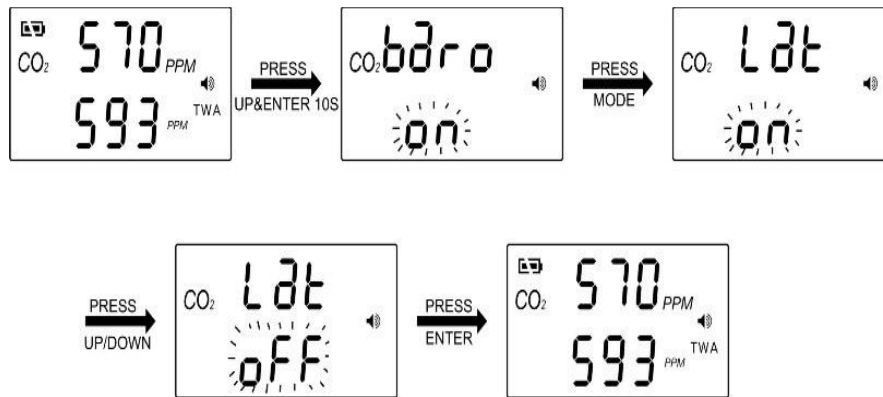 CO₂ 570 PPM
593 PPM TWA
PRESS
UP&ENTER 10S
CO₂ baro
on
PRESS
MODE
CO₂ Lat
on
PRESS
UP/DOWN
CO₂ Lat
oFF
PRESS
ENTER
CO₂ 570 PPM
593 PPM TWA